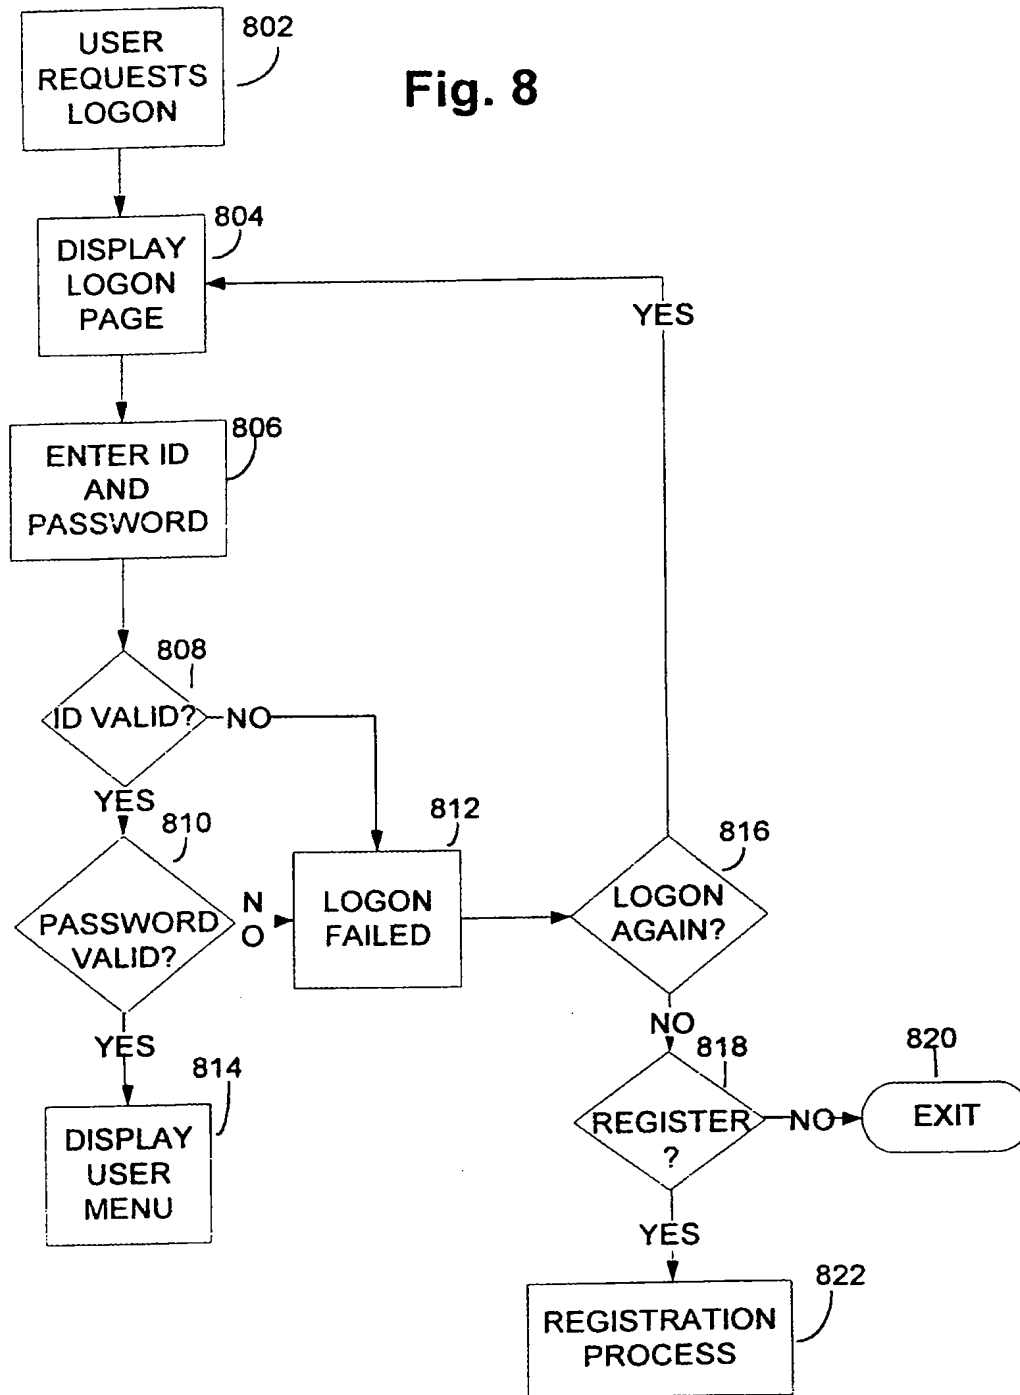 802
USER
REQUESTS
LOGON
Fig. 8
804
DISPLAY
LOGON
PAGE
YES
806
ENTER ID
AND
PASSWORD
808
ID VALID?
NO
YES
810
PASSWORD
VALID?
N
O
812
LOGON
FAILED
816
LOGON
AGAIN?
YES
814
DISPLAY
USER
MENU
NO
818
REGISTER
?
NO
820
EXIT
YES
822
REGISTRATION
PROCESS